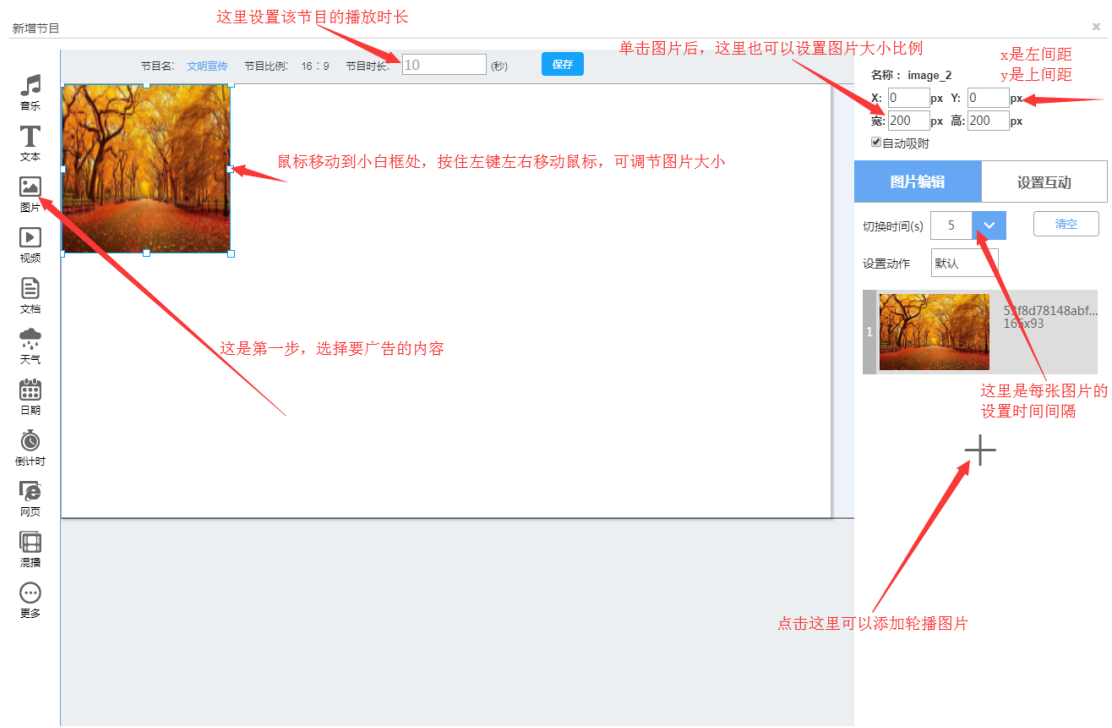 新增节目
×
这里设置该节目的播放时长
节目名: 文明宣传 节目比例: 16:9 节目时长: 10 (秒) 保存
单击图片后，这里也可以设置图片大小比例
x是左间距
y是上间距
名称： image_2
X: 0 px Y: 0 px
宽: 200 px 高: 200 px
自动吸附
图片编辑 设置互动
切换时间(s) 5 清空
设置动作 默认
1
53f8d78148abf...
165x93
这里是每张图片的
设置时间间隔
点击这里可以添加轮播图片
鼠标移动到小白框处，按住左键左右移动鼠标，可调节图片大小
这是第一步，选择要广告的内容
音乐
T
文本
图片
视频
文档
天气
日期
倒计时
网页
混播
更多